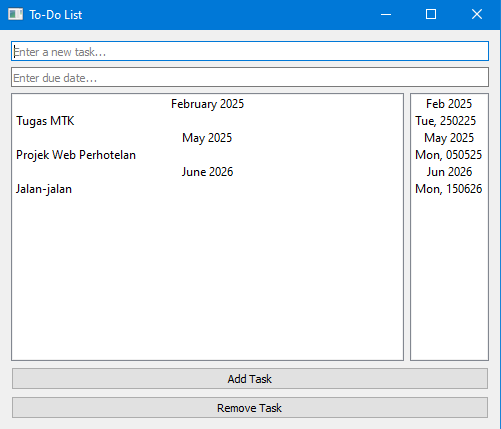 To-Do List
Enter a new task...
Enter due date...
February 2025
Tugas MTK
May 2025
Projek Web Perhotelan
June 2026
Jalan-jalan
Feb 2025
Tue, 250225
May 2025
Mon, 050525
Jun 2026
Mon, 150626
Add Task
Remove Task